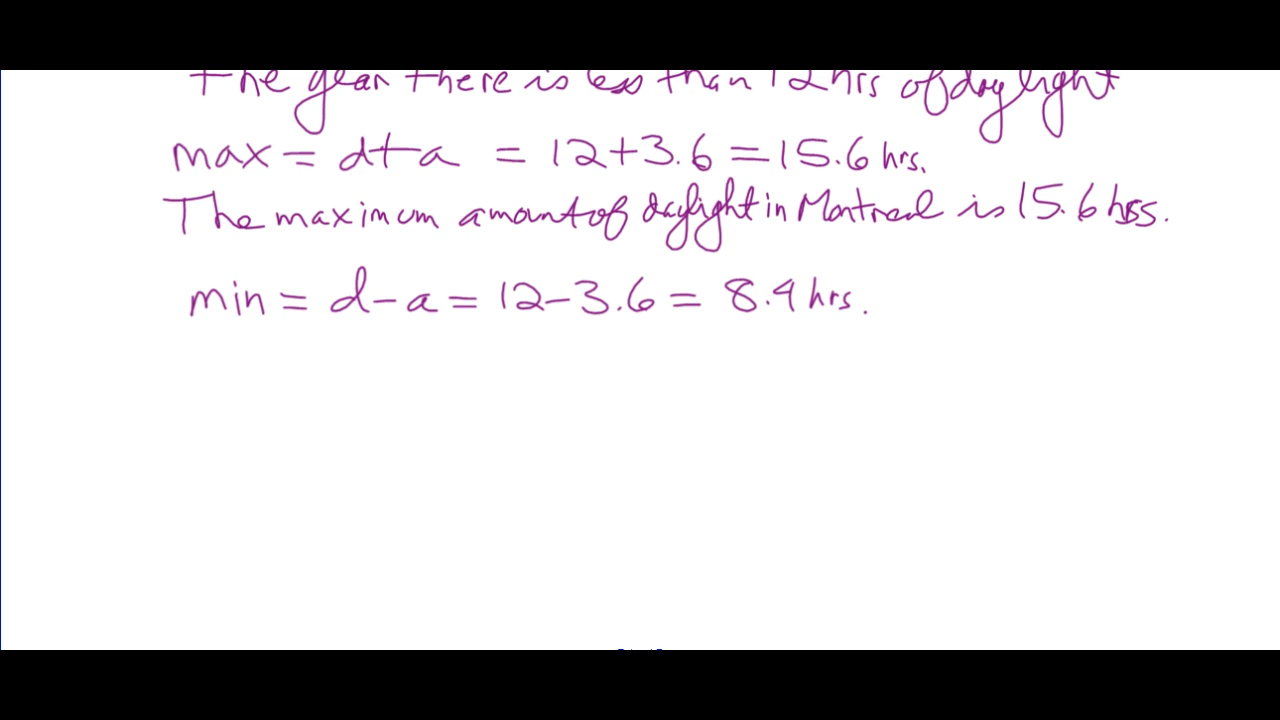 the year there is less than 12 hrs of daylight
max = d+a = 12+3.6 = 15.6 hrs.
The maximum amount of daylight in Montreal is 15.6 hrs.
min = d-a = 12-3.6 = 8.4 hrs.